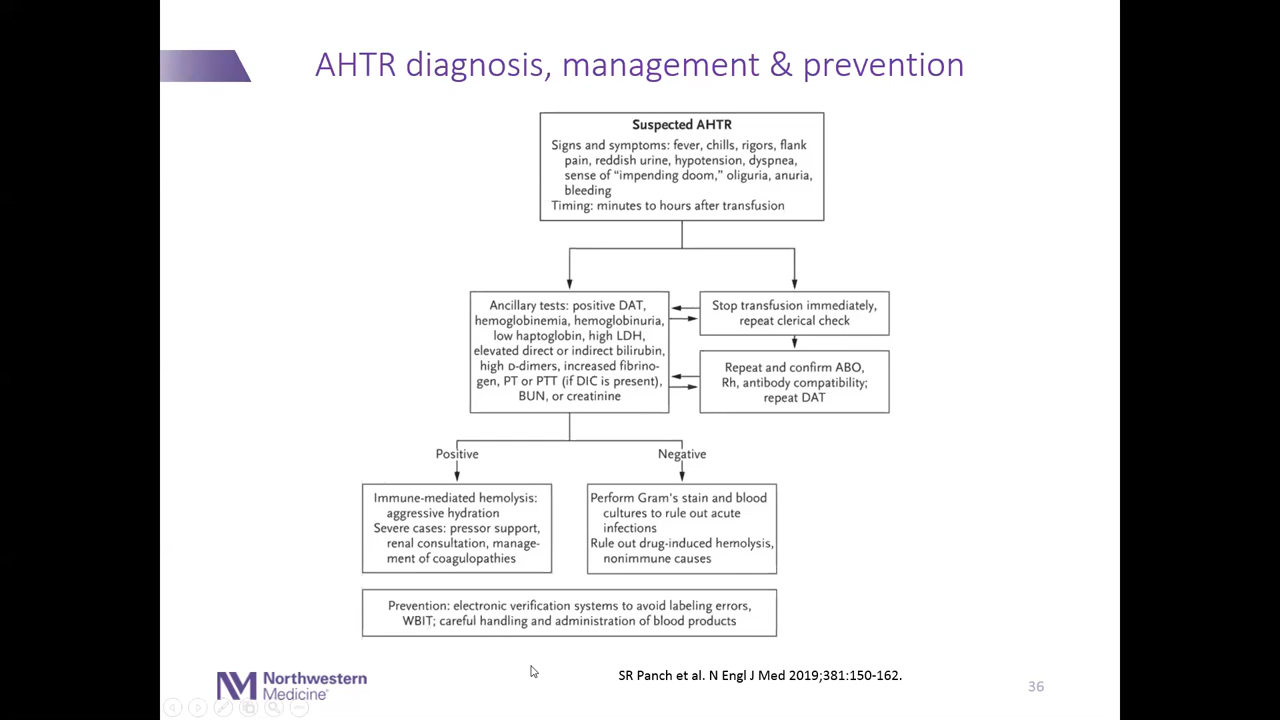 AHTR diagnosis, management & prevention
Suspected AHTR
Signs and symptoms: fever, chills, rigors, flank
pain, reddish urine, hypotension, dyspnea,
sense of “impending doom,” oliguria, anuria,
bleeding
Timing: minutes to hours after transfusion
Ancillary tests: positive DAT,
hemoglobinemia, hemoglobinuria,
low haptoglobin, high LDH,
elevated direct or indirect bilirubin,
high D-dimers, increased fibrino-
gen, PT or PTT (if DIC is present),
BUN, or creatinine
Stop transfusion immediately,
repeat clerical check
Repeat and confirm ABO,
Rh, antibody compatibility;
repeat DAT
Positive
Negative
Immune-mediated hemolysis:
aggressive hydration
Severe cases: pressor support,
renal consultation, manage-
ment of coagulopathies
Perform Gram's stain and blood
cultures to rule out acute
infections
Rule out drug-induced hemolysis,
nonimmune causes
Prevention: electronic verification systems to avoid labeling errors,
WBIT; careful handling and administration of blood products
NM Northwestern
Medicine®
SR Panch et al. N Engl J Med 2019;381:150-162.
36